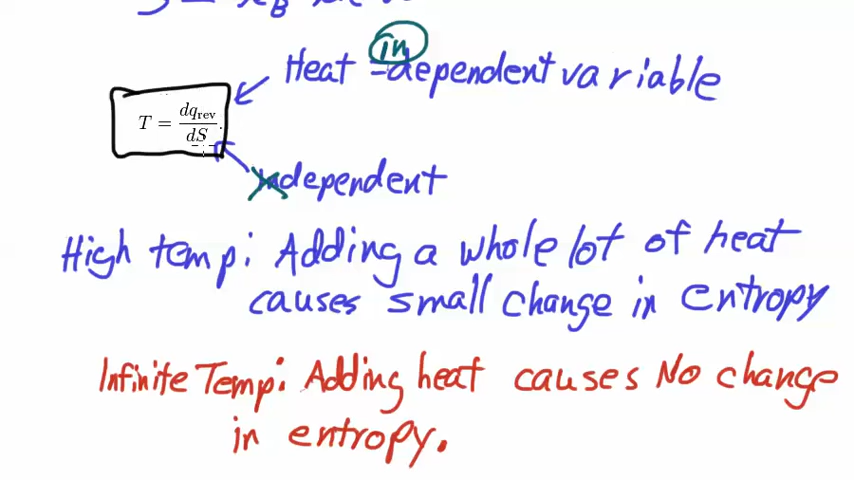 in
Heat - dependent variable
T = dq_rev / dS.
dependent
High temp: Adding a whole lot of heat
causes small change in entropy
Infinite Temp: Adding heat causes No change
in entropy.